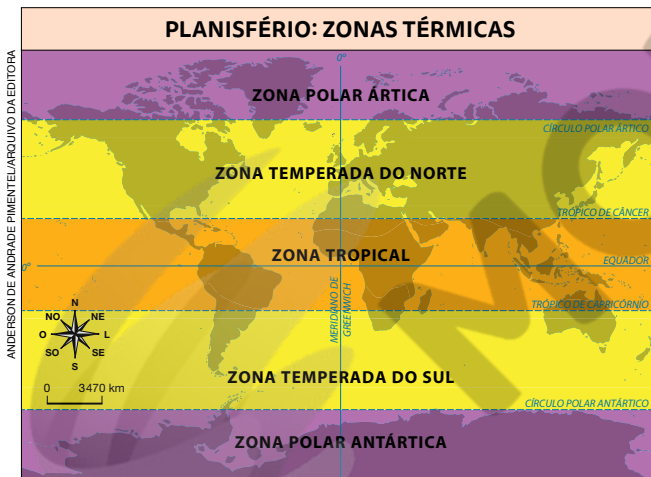 PLANISFÉRIO: ZONAS TÉRMICAS
ANDERSON DE ANDRADE PIMENTEL/ARQUIVO DA EDITORA
0º
ZONA POLAR ÁRTICA
CÍRCULO POLAR ÁRTICO
ZONA TEMPERADA DO NORTE
TRÓPICO DE CÂNCER
ZONA TROPICAL
EQUADOR
0º
MERIDIANO DE
GREENWICH
TRÓPICO DE CAPRICÓRNIO
N
NO NE
O L
SO SE
S
ZONA TEMPERADA DO SUL
0 3470 km
CÍRCULO POLAR ANTÁRTICO
ZONA POLAR ANTÁRTICA